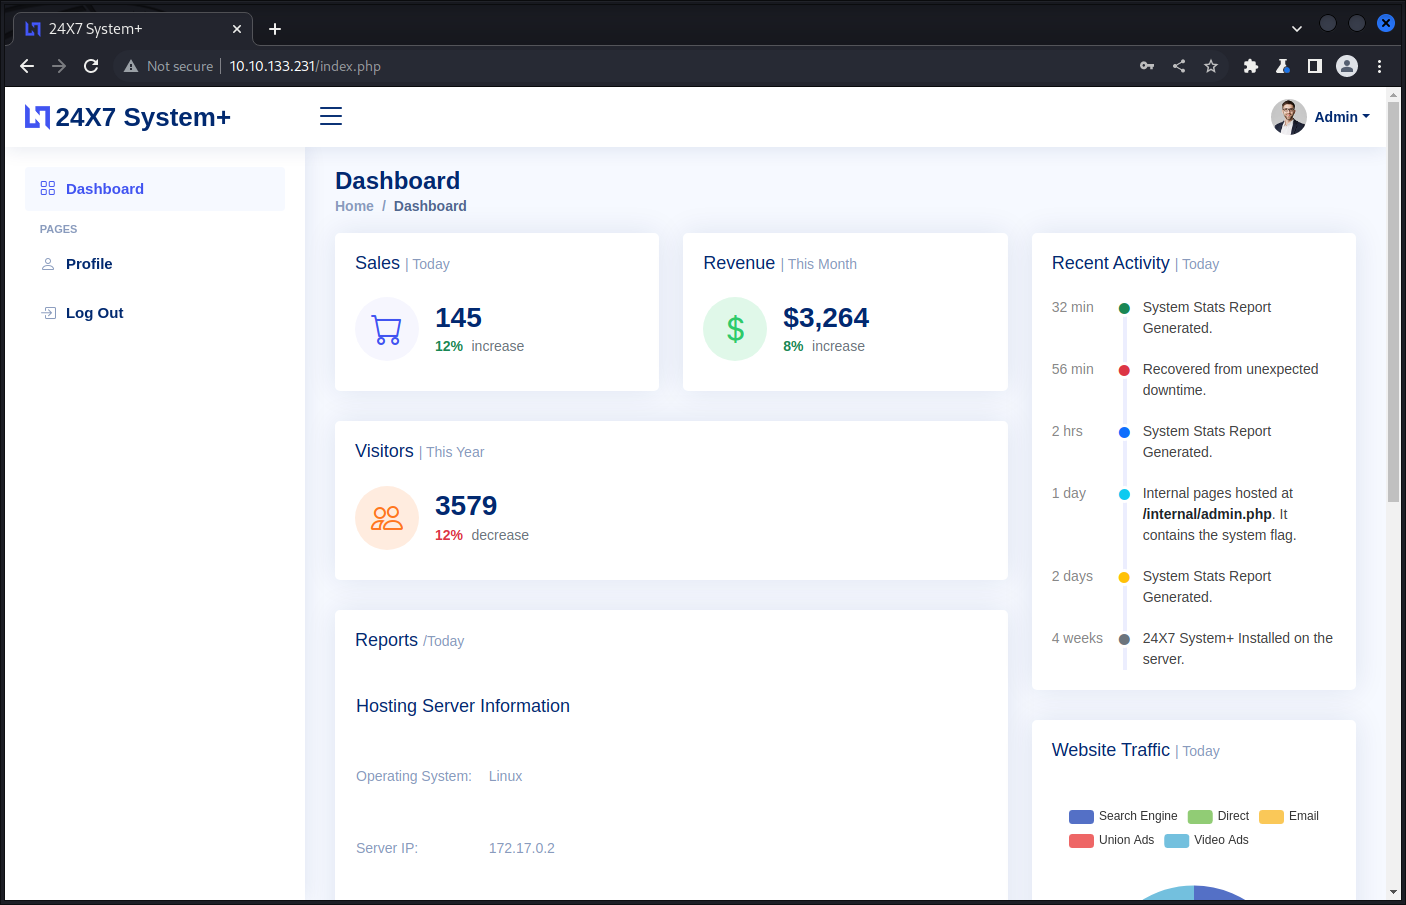 24X7 System+
Not secure 10.10.133.231/index.php
24X7 System+
Admin
Dashboard
PAGES
Profile
Log Out
Dashboard
Home / Dashboard
Sales | Today
145
12% increase
Revenue | This Month
$
$3,264
8% increase
Visitors | This Year
3579
12% decrease
Reports /Today
Hosting Server Information
Operating System: Linux
Server IP: 172.17.0.2
Recent Activity | Today
32 min System Stats Report
Generated.
56 min Recovered from unexpected
downtime.
2 hrs System Stats Report
Generated.
1 day Internal pages hosted at
/internal/admin.php. It
contains the system flag.
2 days System Stats Report
Generated.
4 weeks 24X7 System+ Installed on the
server.
Website Traffic | Today
Search Engine Direct Email
Union Ads Video Ads